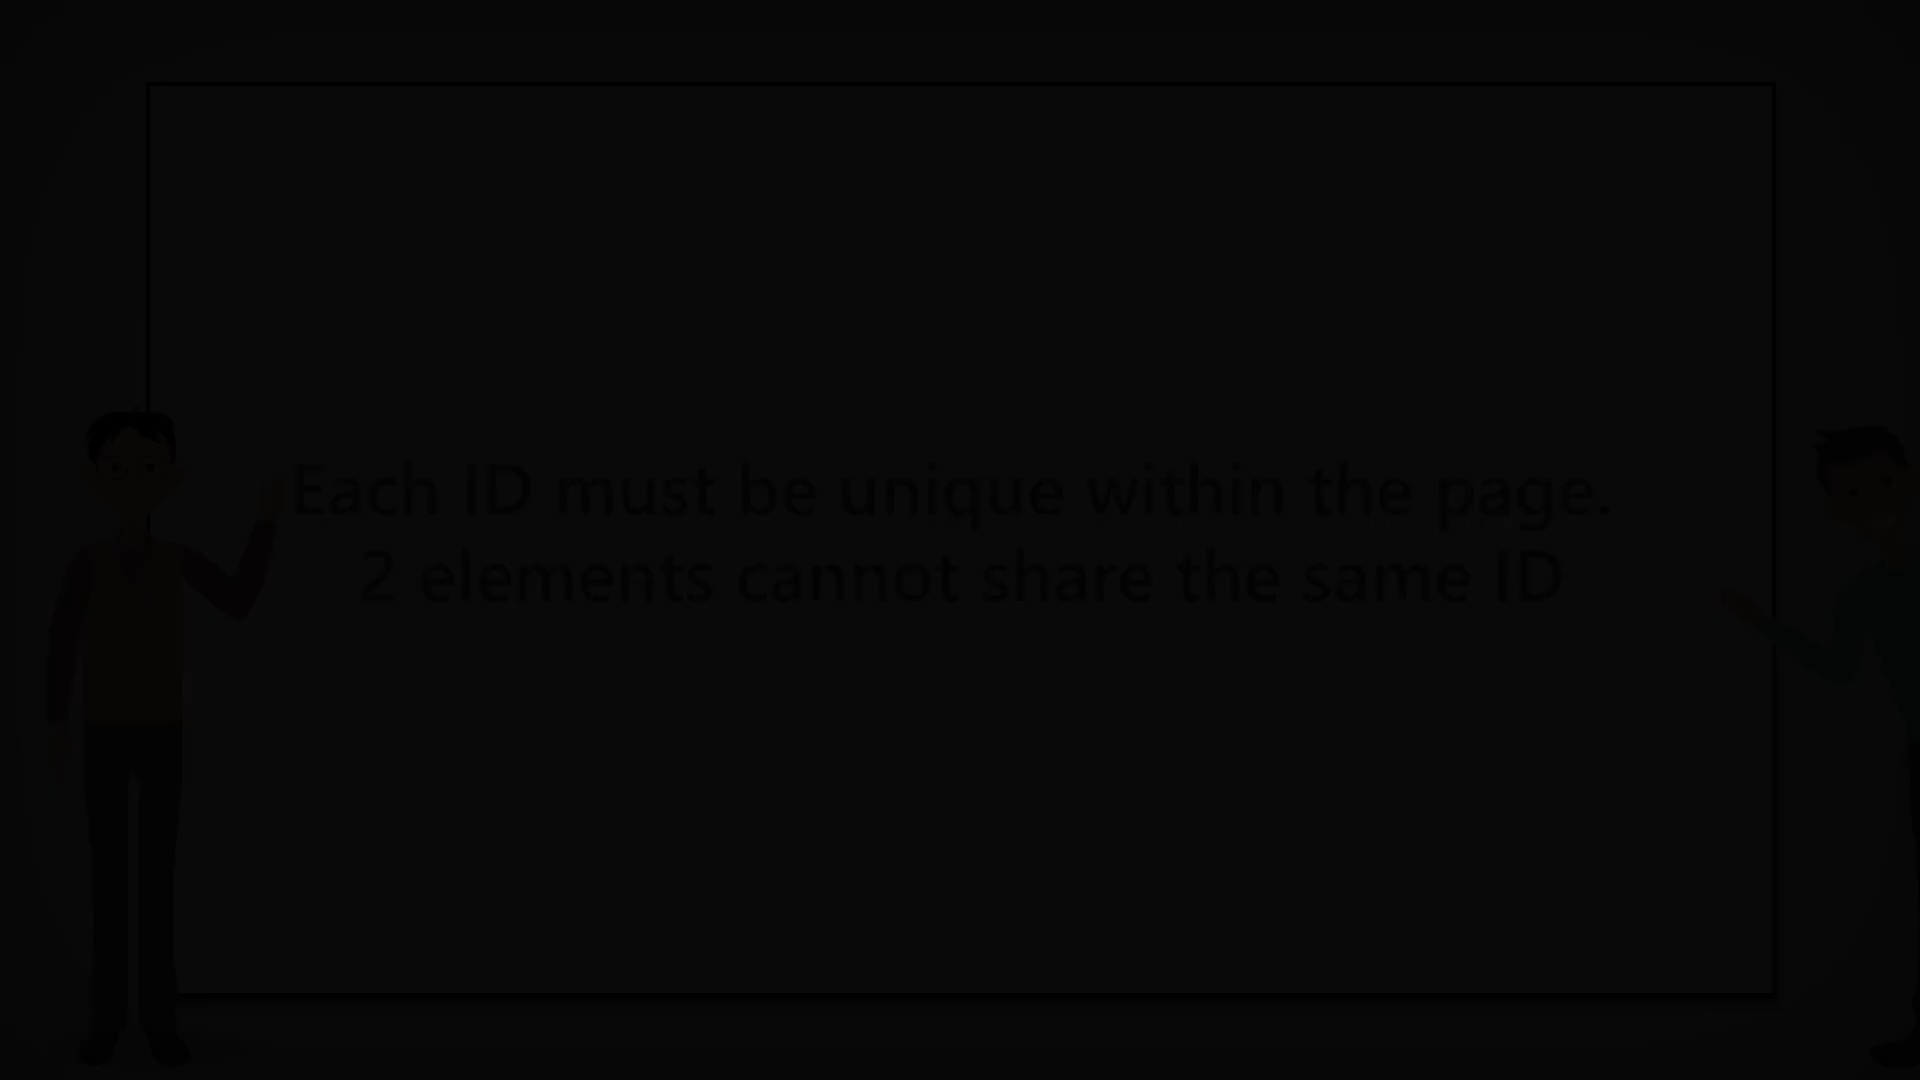 Each ID must be unique within the page.
2 elements cannot share the same ID